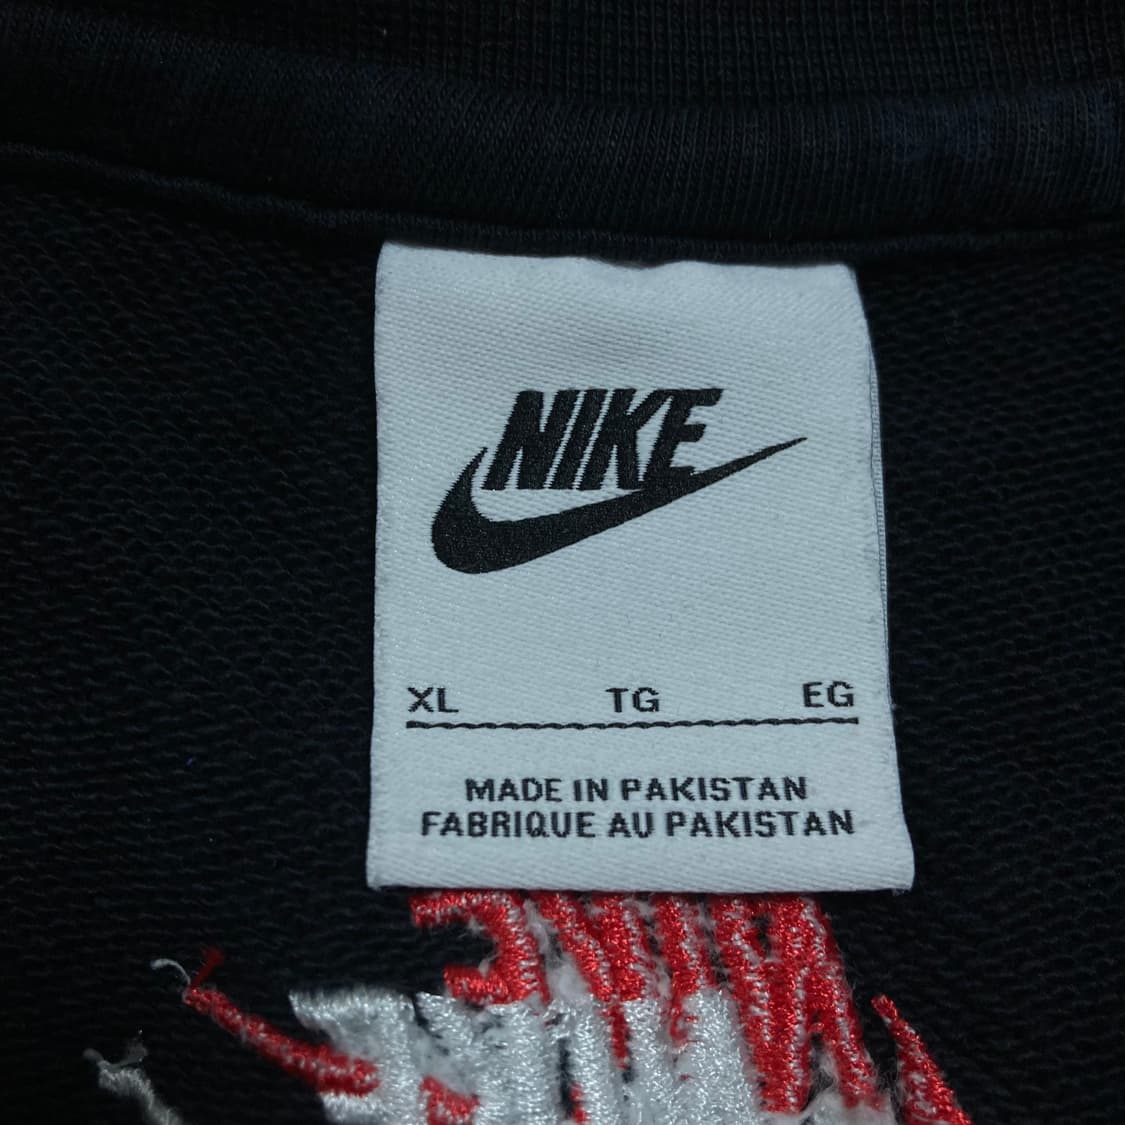 NIKE
XL TG EG
MADE IN PAKISTAN
FABRIQUE AU PAKISTAN